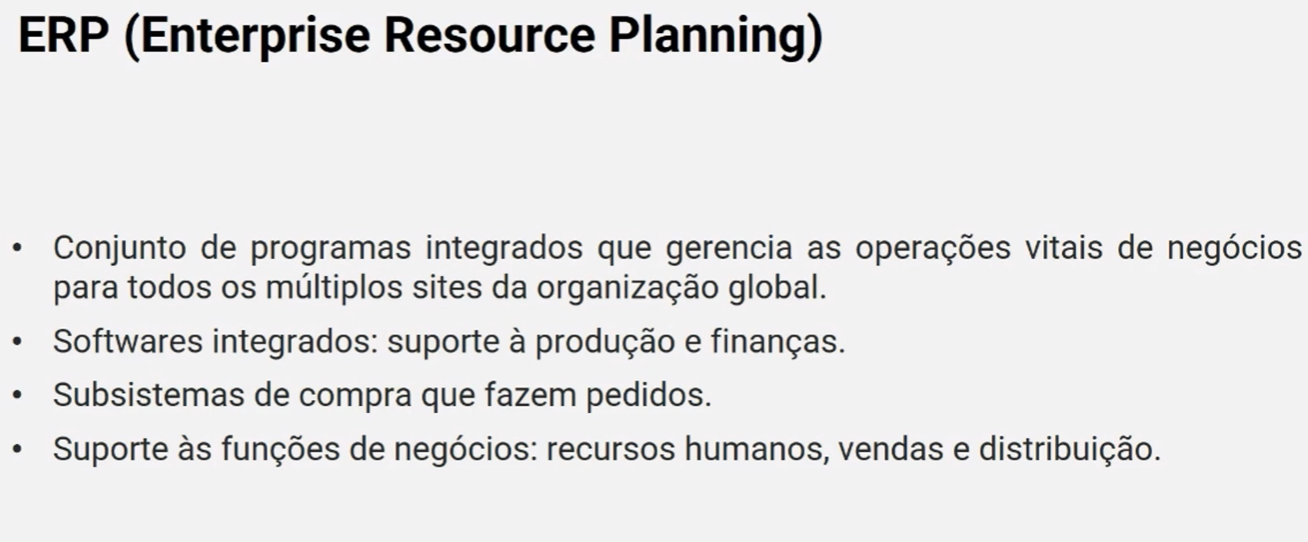 ERP (Enterprise Resource Planning)
• Conjunto de programas integrados que gerencia as operações vitais de negócios
para todos os múltiplos sites da organização global.
• Softwares integrados: suporte à produção e finanças.
• Subsistemas de compra que fazem pedidos.
• Suporte às funções de negócios: recursos humanos, vendas e distribuição.